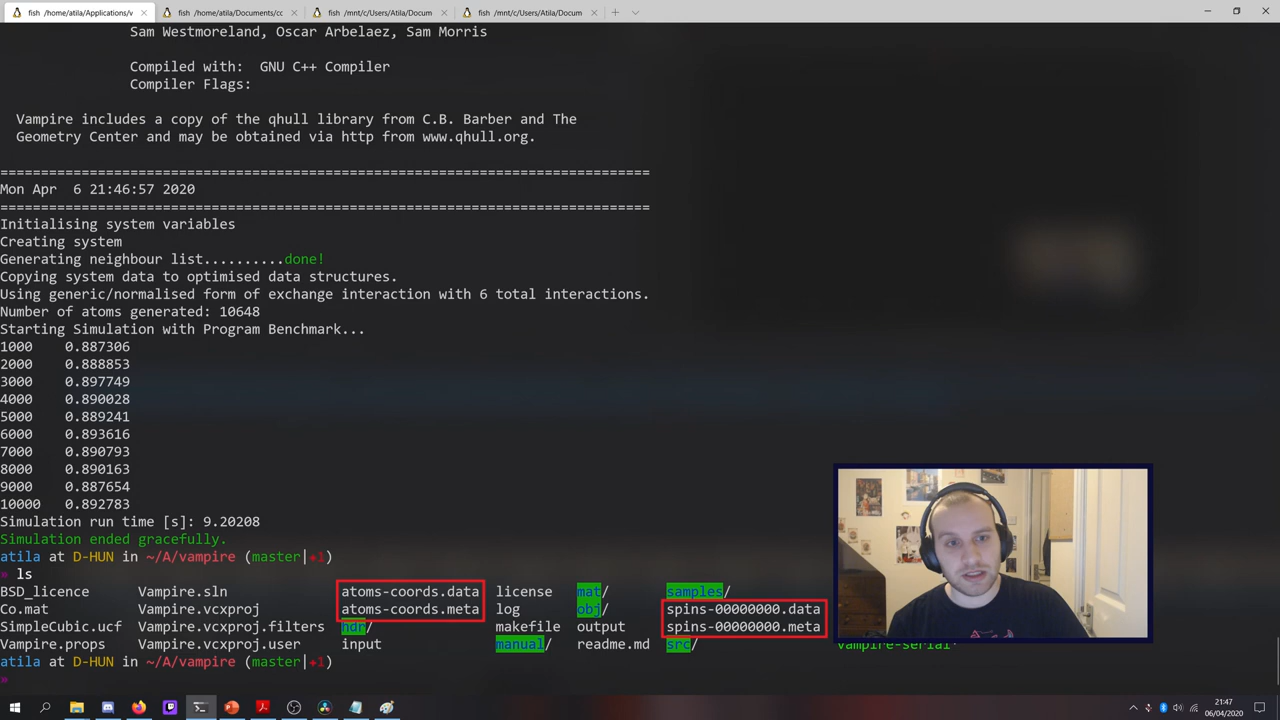 fish /home/atila/Applications/v
fish /home/atila/Documents/cc
fish /mnt/c/Users/Atila/Docum
fish /mnt/c/Users/Atila/Docum
Sam Westmoreland, Oscar Arbelaez, Sam Morris
Compiled with:  GNU C++ Compiler
Compiler Flags:
Vampire includes a copy of the qhull library from C.B. Barber and The
Geometry Center and may be obtained via http from www.qhull.org.
================================================================================
Mon Apr  6 21:46:57 2020
================================================================================
Initialising system variables
Creating system
Generating neighbour list..........done!
Copying system data to optimised data structures.
Using generic/normalised form of exchange interaction with 6 total interactions.
Number of atoms generated: 10648
Starting Simulation with Program Benchmark...
1000    0.887306
2000    0.888853
3000    0.897749
4000    0.890028
5000    0.889241
6000    0.893616
7000    0.890793
8000    0.890163
9000    0.887654
10000   0.892783
Simulation run time [s]: 9.20208
Simulation ended gracefully.
atila at D-HUN in ~/A/vampire (master|+1)
» ls
BSD_licence  Vampire.sln  atoms-coords.data  license  mat/  samples/
Co.mat  Vampire.vcxproj  atoms-coords.meta  log  obj/  spins-00000000.data
SimpleCubic.ucf  Vampire.vcxproj.filters  hdr/  makefile  output  spins-00000000.meta
Vampire.props  Vampire.vcxproj.user  input  manual/  readme.md  src/  vampire-serial*
atila at D-HUN in ~/A/vampire (master|+1)
»
21:47
06/04/2020